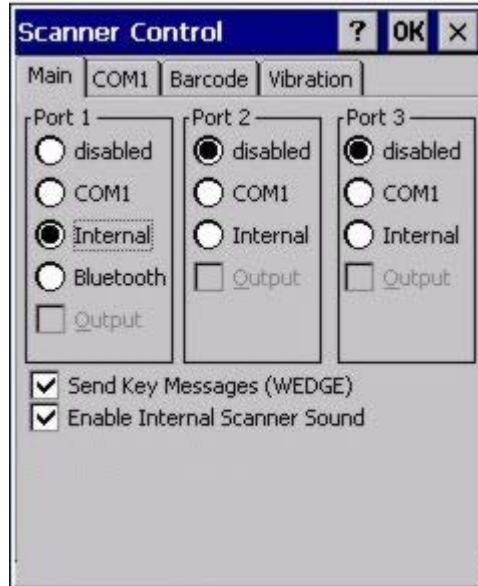 Scanner Control ? OK ×
Main COM1 Barcode Vibration
Port 1 Port 2 Port 3
disabled disabled disabled
COM1 COM1 COM1
Internal Internal Internal
Bluetooth Output Output
Output
Send Key Messages (WEDGE)
Enable Internal Scanner Sound